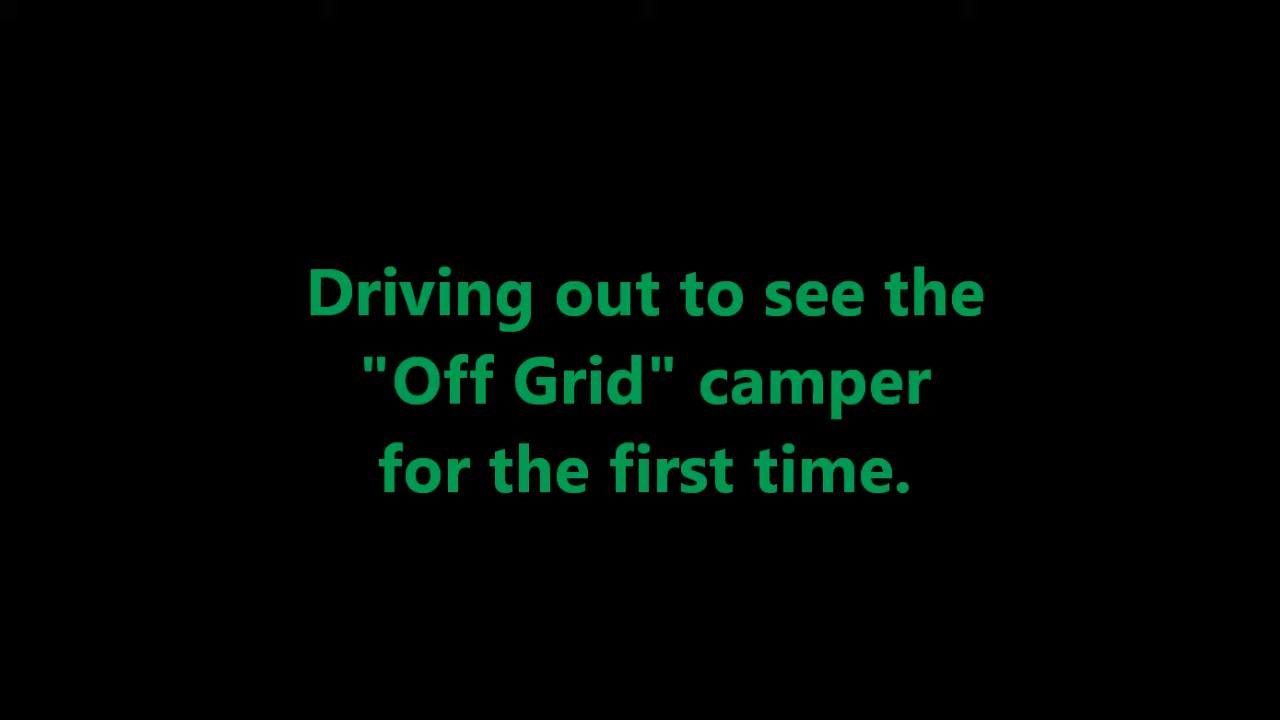 Driving out to see the
"Off Grid" camper
for the first time.